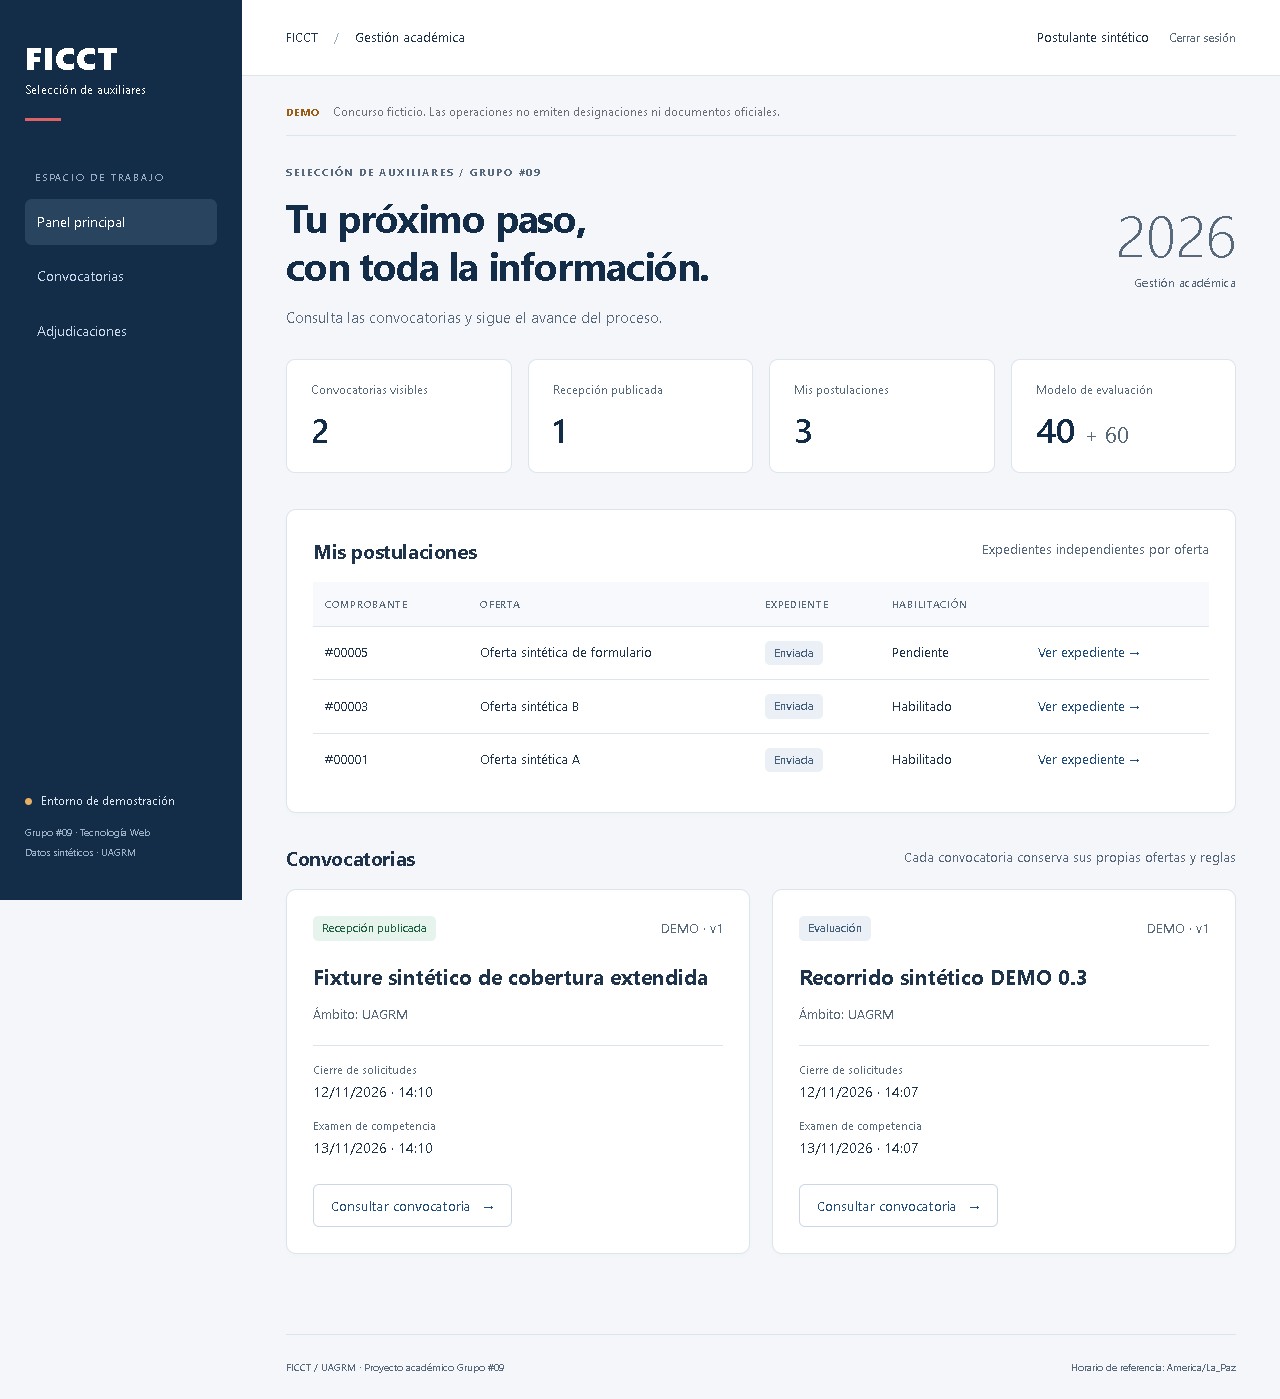 FICCT
Selección de auxiliares
ESPACIO DE TRABAJO
Panel principal
Convocatorias
Adjudicaciones
Entorno de demostración
Grupo #09 · Tecnología Web
Datos sintéticos · UAGRM
FICCT / Gestión académica
Postulante sintético Cerrar sesión
DEMO Concurso ficticio. Las operaciones no emiten designaciones ni documentos oficiales.
SELECCIÓN DE AUXILIARES / GRUPO #09
Tu próximo paso,
con toda la información.
Consulta las convocatorias y sigue el avance del proceso.
2026
Gestión académica
Convocatorias visibles
2
Recepción publicada
1
Mis postulaciones
3
Modelo de evaluación
40 + 60
Mis postulaciones
Expedientes independientes por oferta
COMPROBANTE OFERTA EXPEDIENTE HABILITACIÓN
#00005 Oferta sintética de formulario Enviada Pendiente Ver expediente →
#00003 Oferta sintética B Enviada Habilitado Ver expediente →
#00001 Oferta sintética A Enviada Habilitado Ver expediente →
Convocatorias
Cada convocatoria conserva sus propias ofertas y reglas
Recepción publicada DEMO · v1
Fixture sintético de cobertura extendida
Ámbito: UAGRM
Cierre de solicitudes
12/11/2026 · 14:10
Examen de competencia
13/11/2026 · 14:10
Consultar convocatoria →
Evaluación DEMO · v1
Recorrido sintético DEMO 0.3
Ámbito: UAGRM
Cierre de solicitudes
12/11/2026 · 14:07
Examen de competencia
13/11/2026 · 14:07
Consultar convocatoria →
FICCT / UAGRM · Proyecto académico Grupo #09
Horario de referencia: America/La_Paz